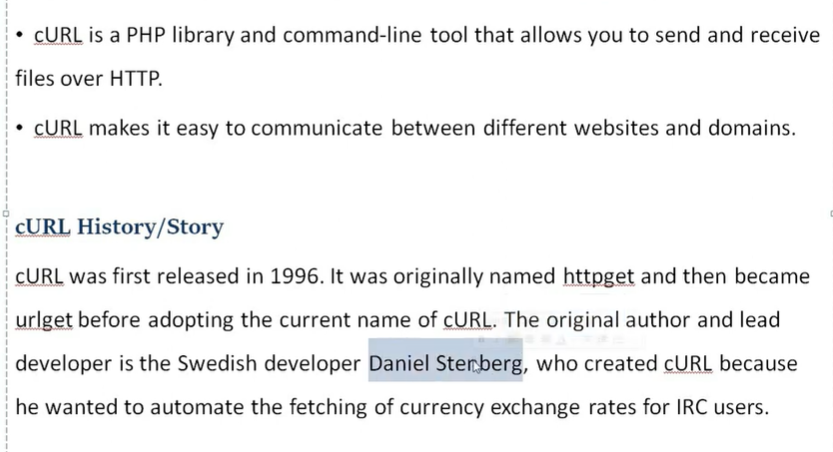 • cURL is a PHP library and command-line tool that allows you to send and receive
files over HTTP.
• cURL makes it easy to communicate between different websites and domains.
cURL History/Story
cURL was first released in 1996. It was originally named httpget and then became
urlget before adopting the current name of cURL. The original author and lead
developer is the Swedish developer Daniel Stenberg, who created cURL because
he wanted to automate the fetching of currency exchange rates for IRC users.